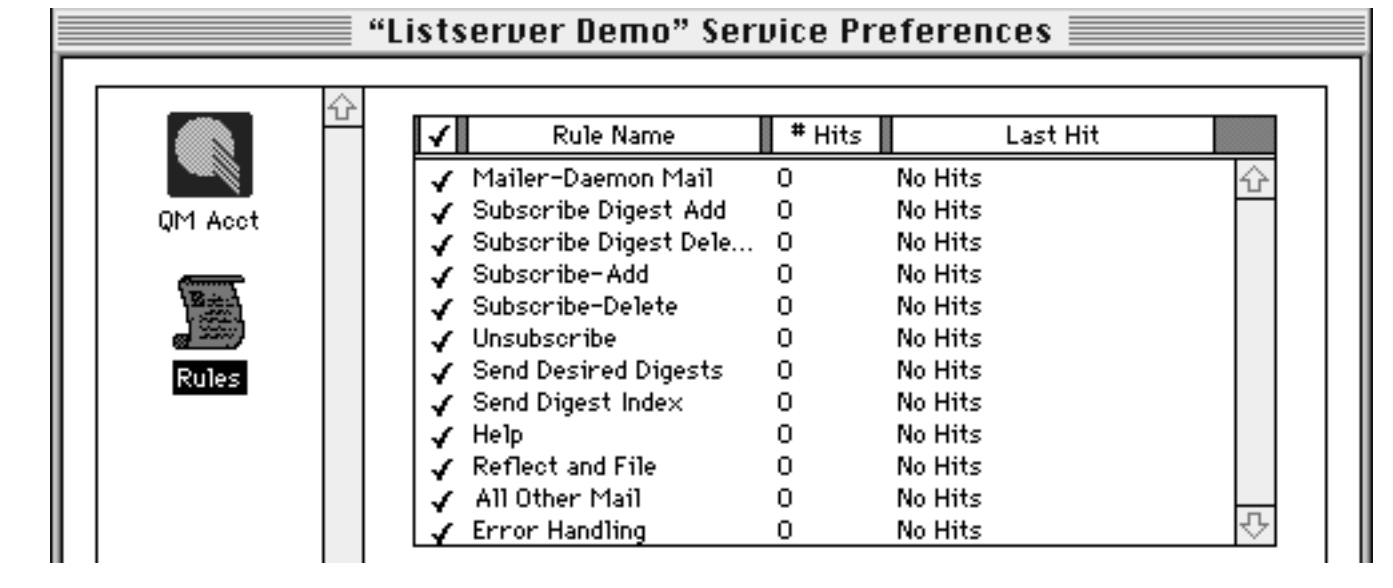 “Listserver Demo” Service Preferences
QM Acct
Rules
✓ Rule Name # Hits Last Hit
✓ Mailer-Daemon Mail 0 No Hits
✓ Subscribe Digest Add 0 No Hits
✓ Subscribe Digest Dele... 0 No Hits
✓ Subscribe-Add 0 No Hits
✓ Subscribe-Delete 0 No Hits
✓ Unsubscribe 0 No Hits
✓ Send Desired Digests 0 No Hits
✓ Send Digest Index 0 No Hits
✓ Help 0 No Hits
✓ Reflect and File 0 No Hits
✓ All Other Mail 0 No Hits
✓ Error Handling 0 No Hits